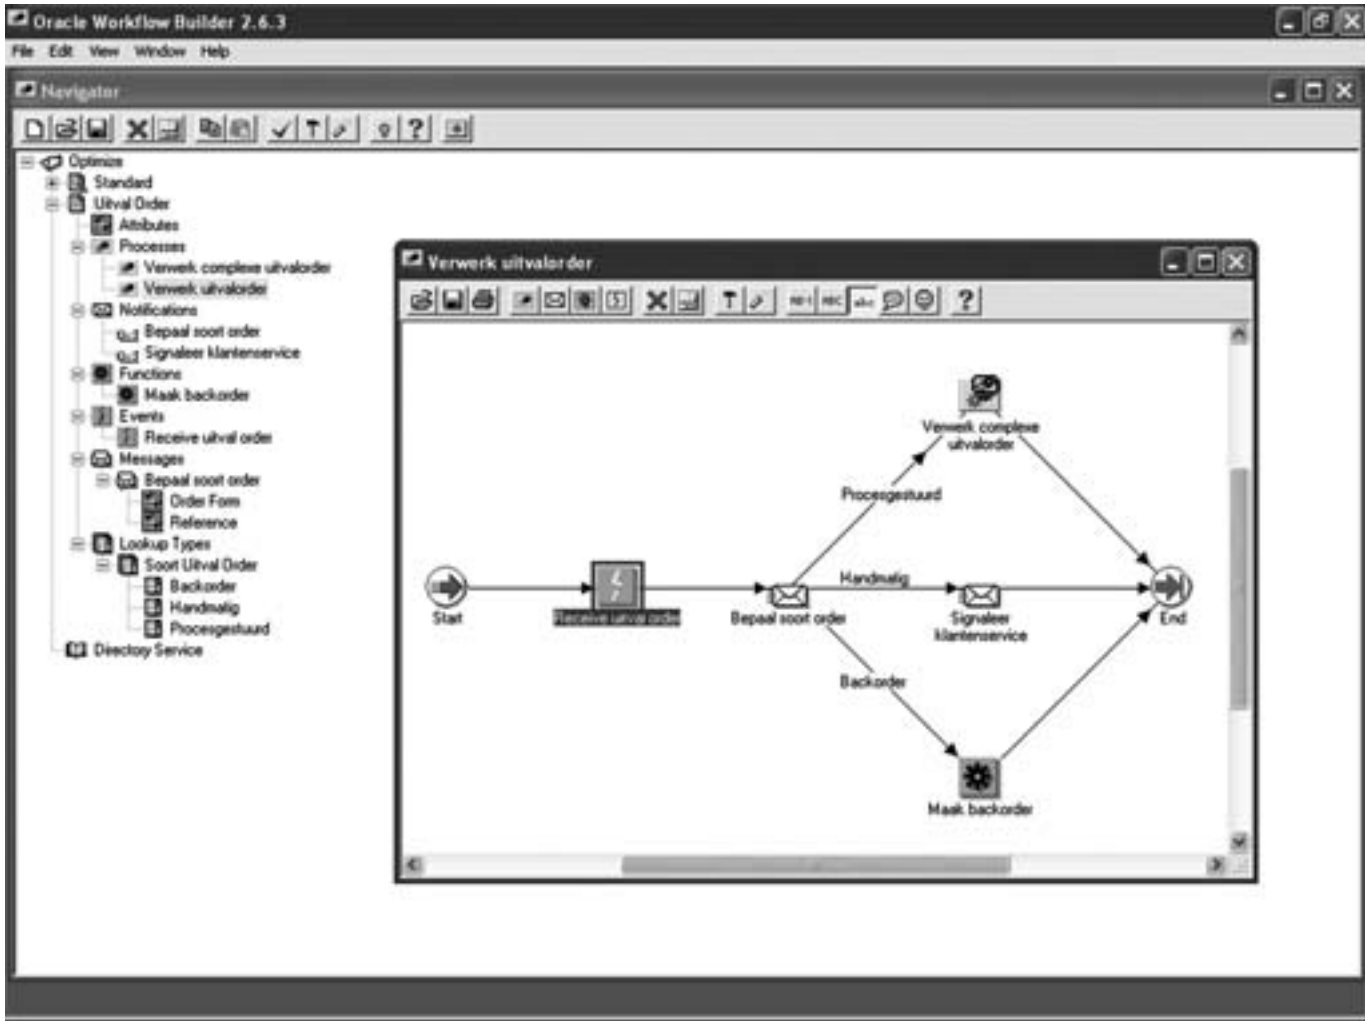 Oracle Workflow Builder 2.6.3
File Edit View Window Help
Navigator
Optimize
Standard
Uitval Order
Attributes
Processes
Verwerk complexe uitvalorder
Verwerk uitvalorder
Notifications
Bepaal soort order
Signaleer klantenservice
Functions
Maak backorder
Events
Receive uitval order
Messages
Bepaal soort order
Order Form
Reference
Lookup Types
Soort Uitval Order
Backorder
Handmatig
Procesgestuurd
Directory Service
Verwerk uitvalorder
Verwerk complexe
uitvalorder
Procesgestuurd
Handmatig
Start
Receive uitval order
Bepaal soort order
Signaleer
klantenservice
End
Backorder
Maak backorder